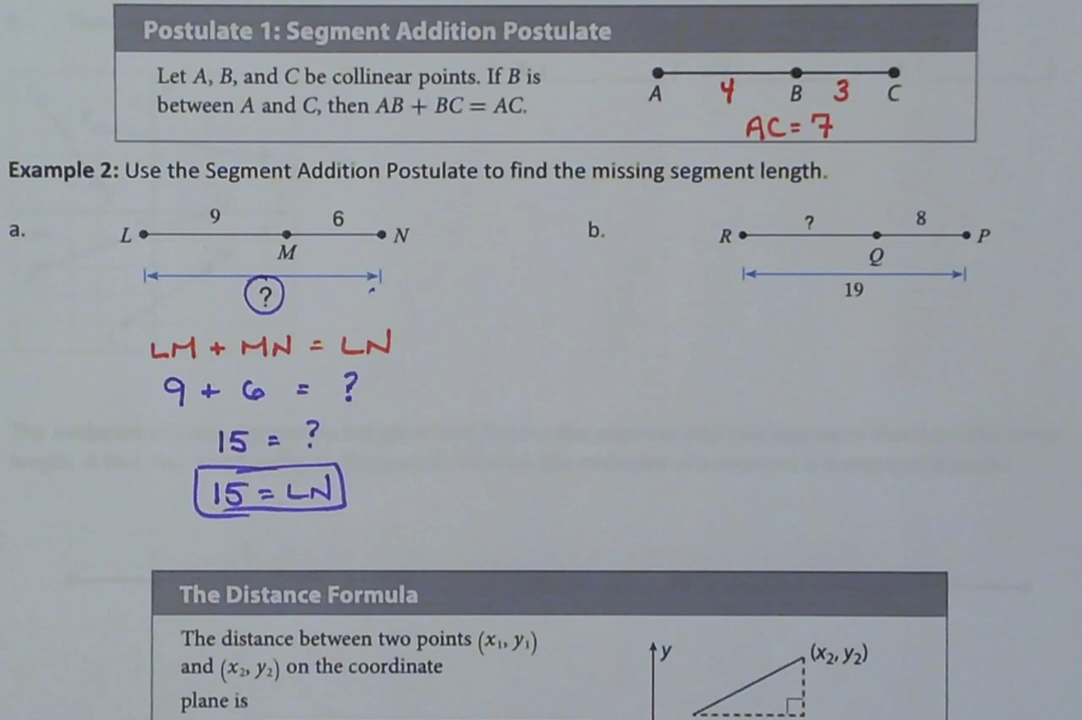 Postulate 1: Segment Addition Postulate
Let A, B, and C be collinear points. If B is
between A and C, then AB + BC = AC.
A 4 B 3 C
AC = 7
Example 2: Use the Segment Addition Postulate to find the missing segment length.
a.
9 6
L N
M
?
LM + MN = LN
9 + 6 = ?
15 = ?
15 = LN
b.
? 8
R P
Q
19
The Distance Formula
The distance between two points (x₁, y₁)
and (x₂, y₂) on the coordinate
plane is
y
(x₂, y₂)